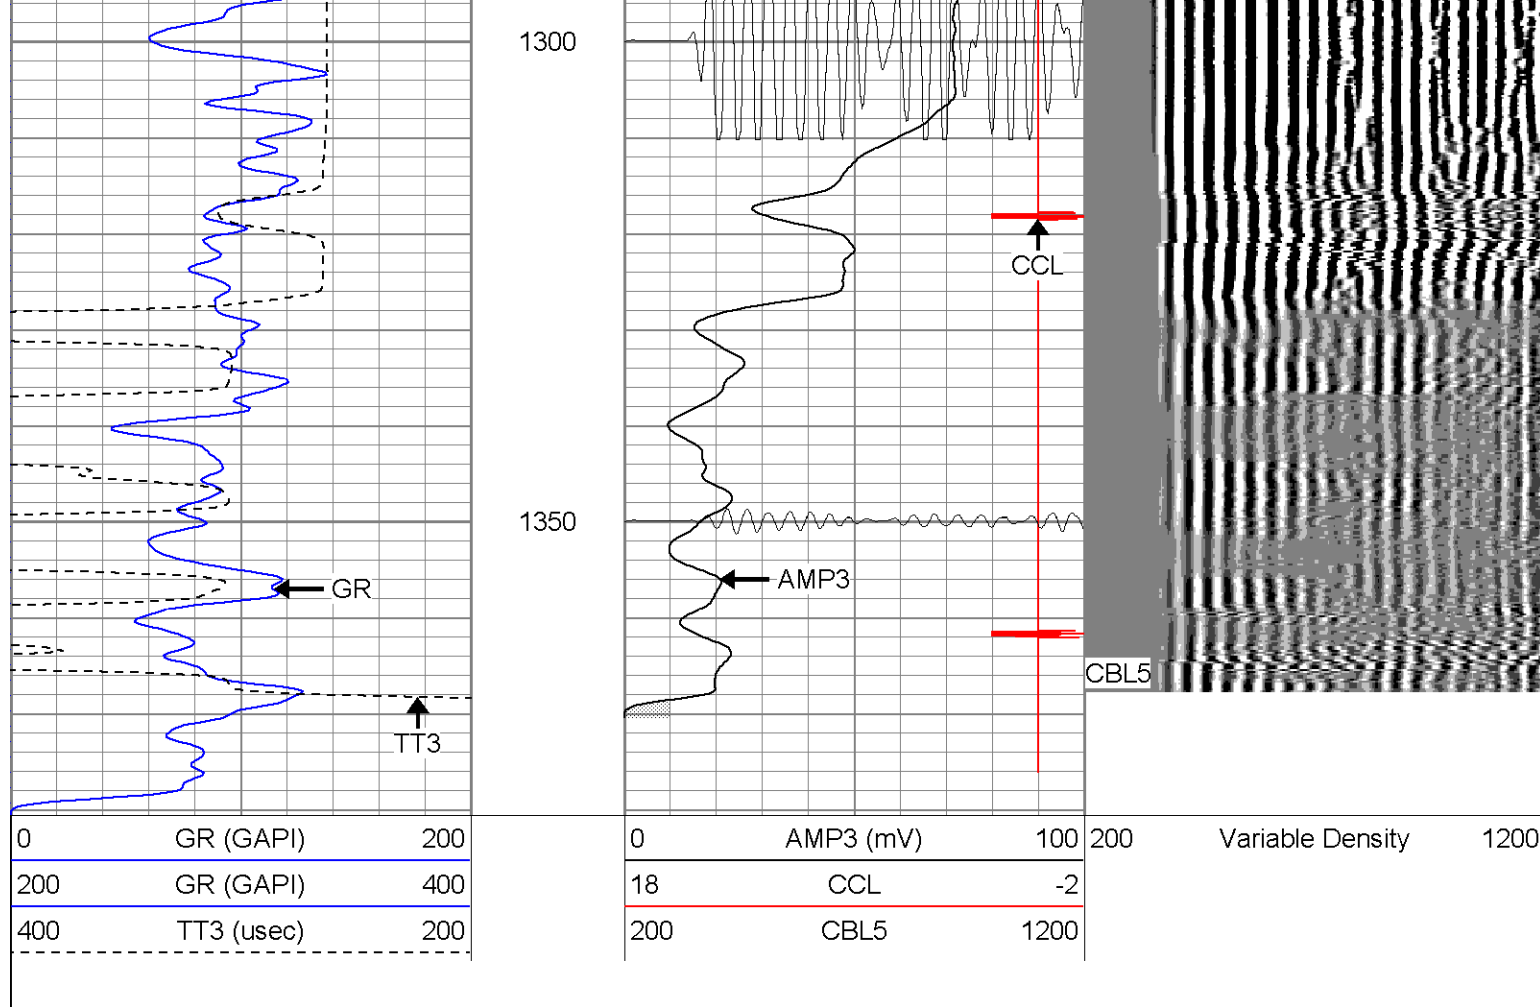 1300
CCL
1350
GR
AMP3
CBL5
TT3
0 GR (GAPI) 200
0 AMP3 (mV) 100
200 Variable Density 1200
200 GR (GAPI) 400
18 CCL -2
400 TT3 (usec) 200
200 CBL5 1200